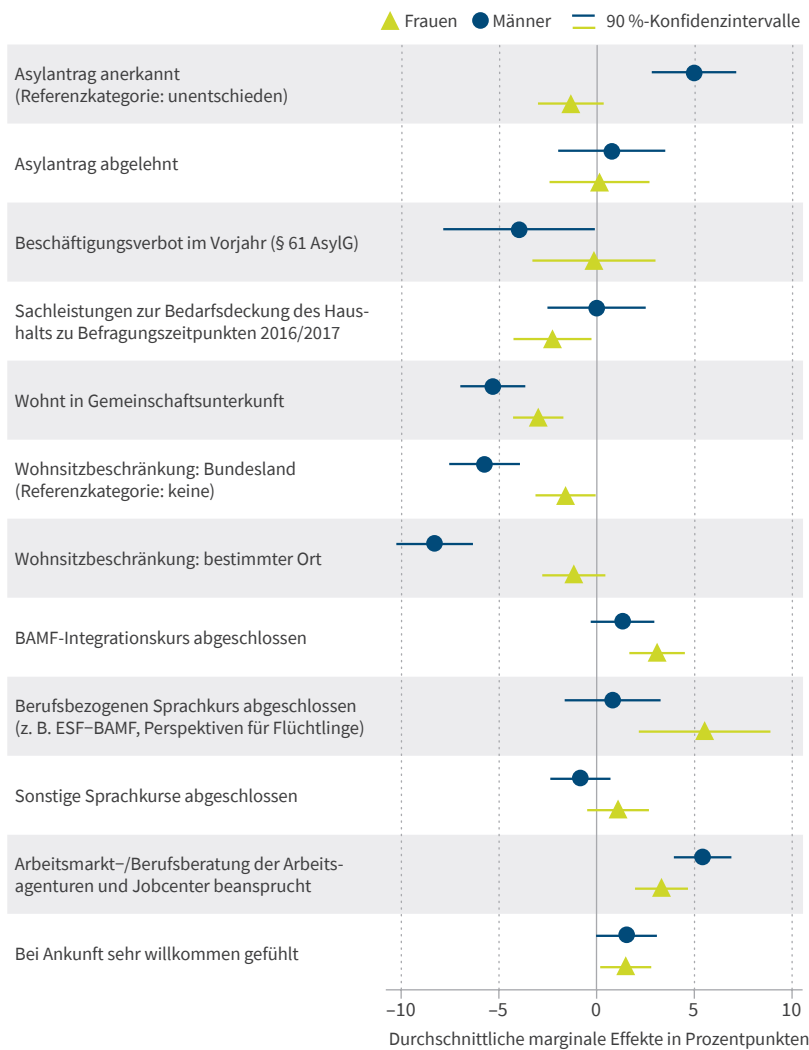 Frauen Männer 90 %-Konfidenzintervalle
Asylantrag anerkannt
(Referenzkategorie: unentschieden)
Asylantrag abgelehnt
Beschäftigungsverbot im Vorjahr (§ 61 AsylG)
Sachleistungen zur Bedarfsdeckung des Haus-
halts zu Befragungszeitpunkten 2016/2017
Wohnt in Gemeinschaftsunterkunft
Wohnsitzbeschränkung: Bundesland
(Referenzkategorie: keine)
Wohnsitzbeschränkung: bestimmter Ort
BAMF-Integrationskurs abgeschlossen
Berufsbezogenen Sprachkurs abgeschlossen
(z. B. ESF−BAMF, Perspektiven für Flüchtlinge)
Sonstige Sprachkurse abgeschlossen
Arbeitsmarkt−/Berufsberatung der Arbeits-
agenturen und Jobcenter beansprucht
Bei Ankunft sehr willkommen gefühlt
−10 −5 0 5 10
Durchschnittliche marginale Effekte in Prozentpunkten